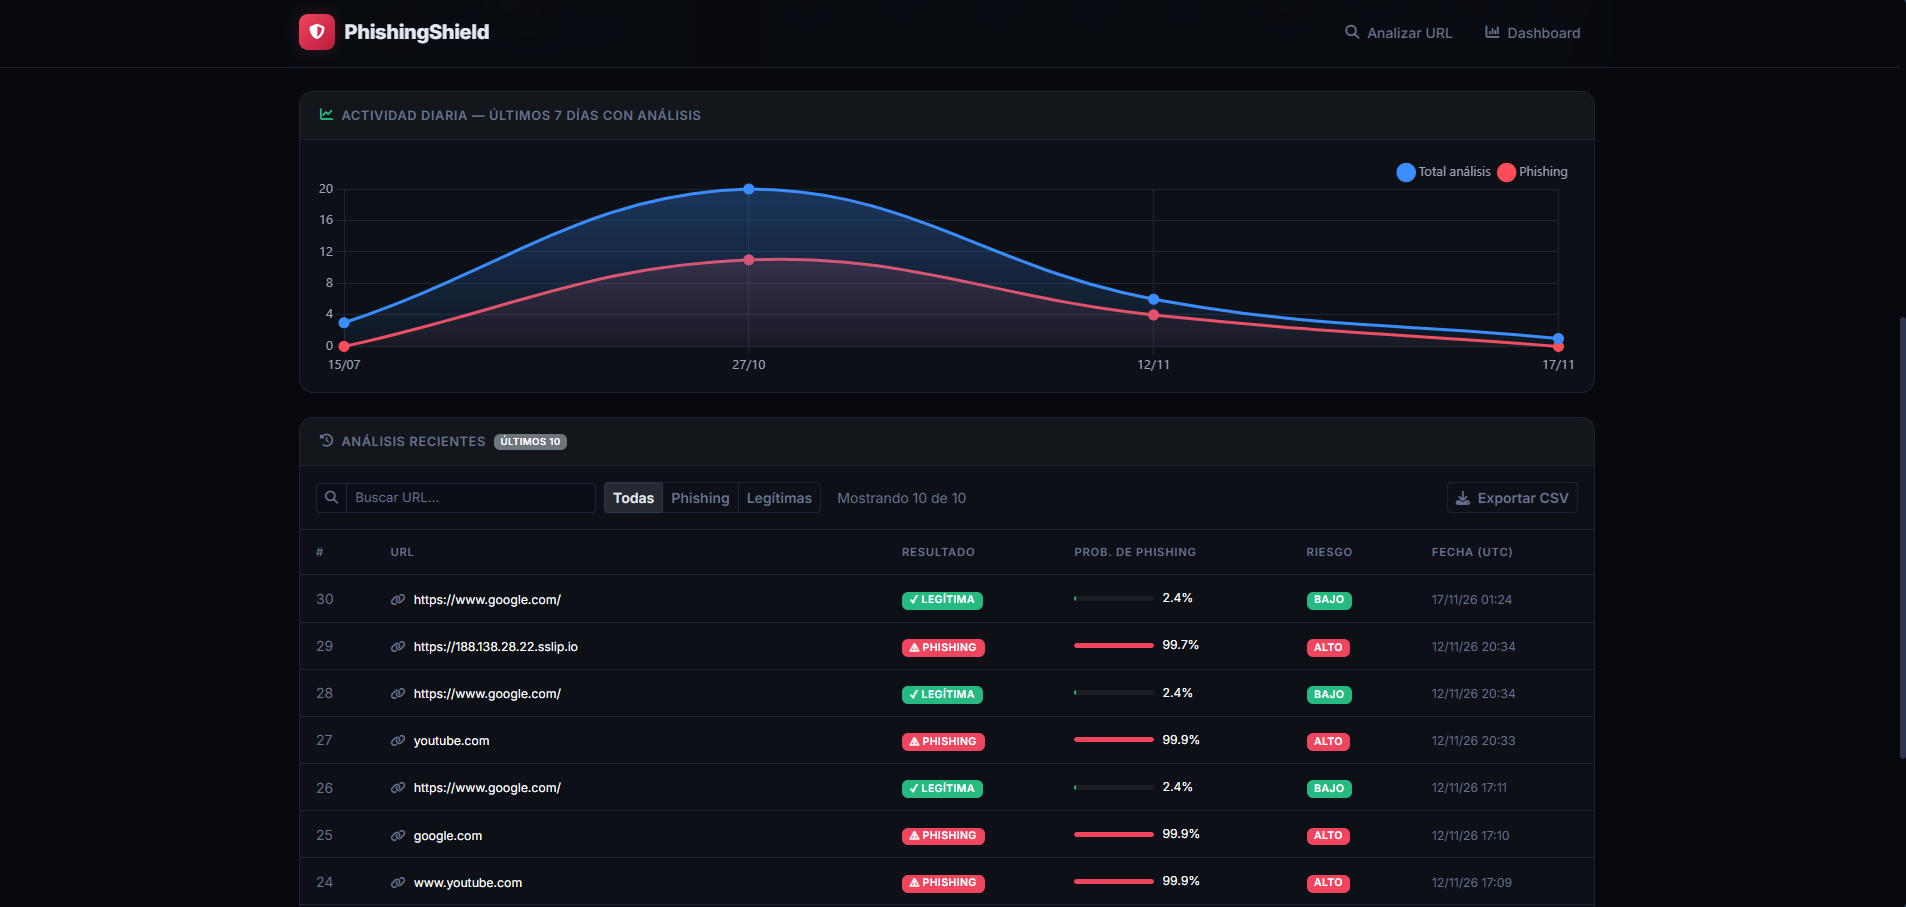 PhishingShield
Analizar URL
Dashboard
ACTIVIDAD DIARIA — ÚLTIMOS 7 DÍAS CON ANÁLISIS
Total análisis Phishing
20
16
12
8
4
0
15/07 27/10 12/11 17/11
ANÁLISIS RECIENTES ÚLTIMOS 10
Buscar URL... Todas Phishing Legítimas Mostrando 10 de 10 Exportar CSV
# URL RESULTADO PROB. DE PHISHING RIESGO FECHA (UTC)
30 https://www.google.com/ ✓ LEGÍTIMA 2.4% BAJO 17/11/26 01:24
29 https://188.138.28.22.sslip.io ⚠ PHISHING 99.7% ALTO 12/11/26 20:34
28 https://www.google.com/ ✓ LEGÍTIMA 2.4% BAJO 12/11/26 20:34
27 youtube.com ⚠ PHISHING 99.9% ALTO 12/11/26 20:33
26 https://www.google.com/ ✓ LEGÍTIMA 2.4% BAJO 12/11/26 17:11
25 google.com ⚠ PHISHING 99.9% ALTO 12/11/26 17:10
24 www.youtube.com ⚠ PHISHING 99.9% ALTO 12/11/26 17:09